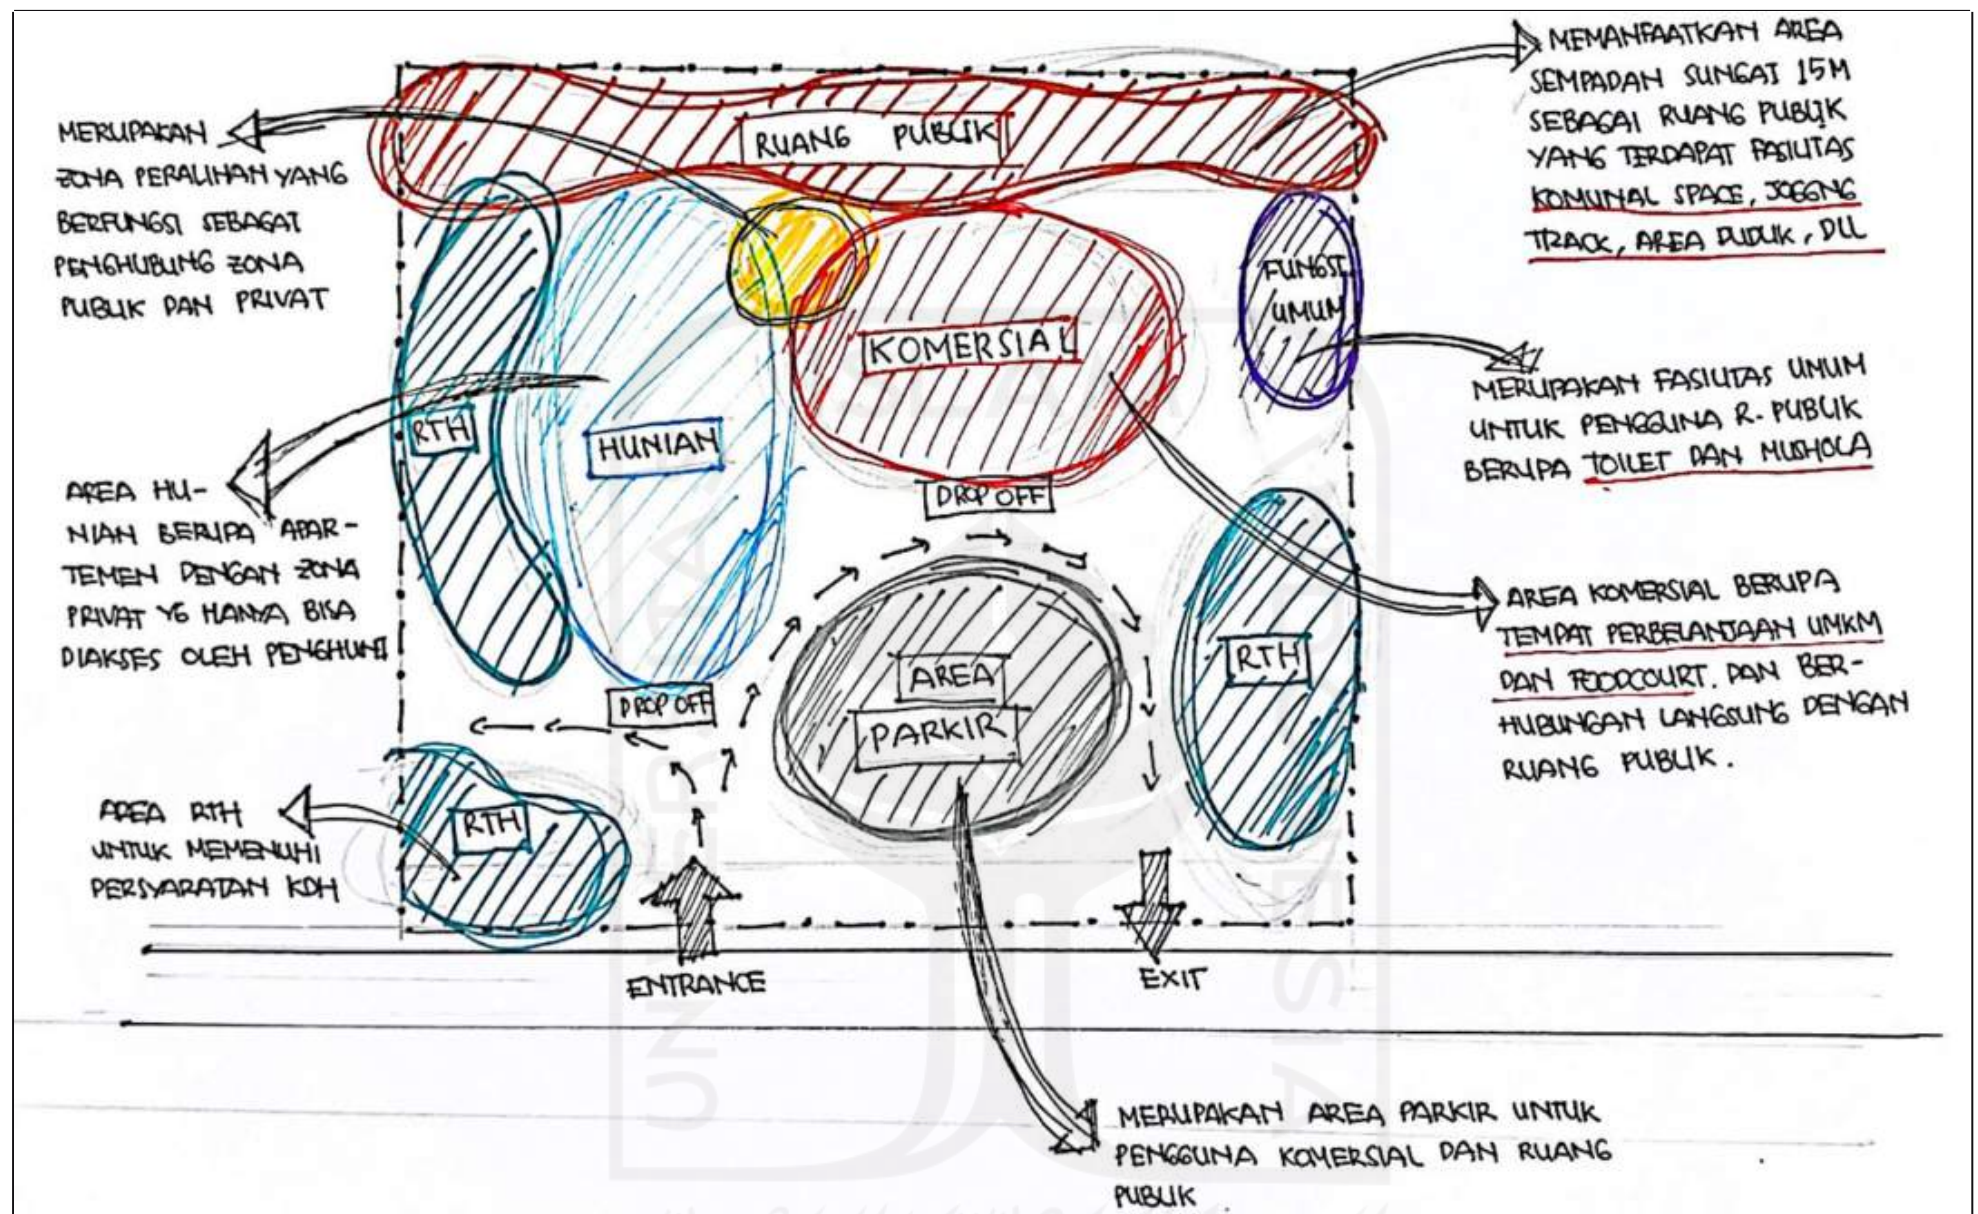 MERUPAKAN
ZONA PERALIHAN YANG
BERFUNGSI SEBAGAI
PENGHUBUNG ZONA
PUBLIK DAN PRIVAT
RUANG PUBLIK
MEMANFAATKAN AREA
SEMPADAN SUNGAI 15M
SEBAGAI RUANG PUBLIK
YANG TERDAPAT FASILITAS
KOMUNAL SPACE, JOGGNG
TRACK, AREA DUDUK, DLL
FUNGSI
UMUM
KOMERSIAL
RTH
HUNIAN
MERUPAKAN FASILITAS UMUM
UNTUK PENGGUNA R. PUBLIK
BERUPA TOILET DAN MUSHOLA
AREA HU-
NIAN BERUPA APAR-
TEMEN DENGAN ZONA
PRIVAT YG HANYA BISA
DIAKSES OLEH PENGHUNI
DROP OFF
AREA
PARKIR
RTH
DROP OFF
AREA KOMERSIAL BERUPA
TEMPAT PERBELANJAAN UMKM
DAN FOODCOURT. DAN BER-
HUBUNGAN LANGSUNG DENGAN
RUANG PUBLIK.
AREA RTH
UNTUK MEMENUHI
PERSYARATAN KDH
RTH
ENTRANCE
EXIT
MERUPAKAN AREA PARKIR UNTUK
PENGGUNA KOMERSIAL DAN RUANG
PUBLIK